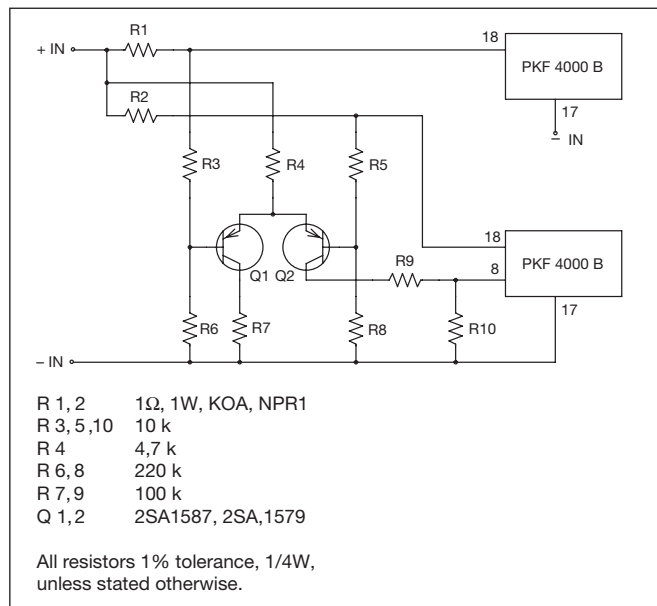 R1
+ IN
18
PKF 4000 B
17
– IN
R2
R3
R4
R5
Q1
Q2
R9
18
8
PKF 4000 B
17
R6
R7
R8
R10
– IN
R 1, 2 1Ω, 1W, KOA, NPR1
R 3, 5 ,10 10 k
R 4 4,7 k
R 6, 8 220 k
R 7, 9 100 k
Q 1,2 2SA1587, 2SA,1579
All resistors 1% tolerance, 1/4W,
unless stated otherwise.